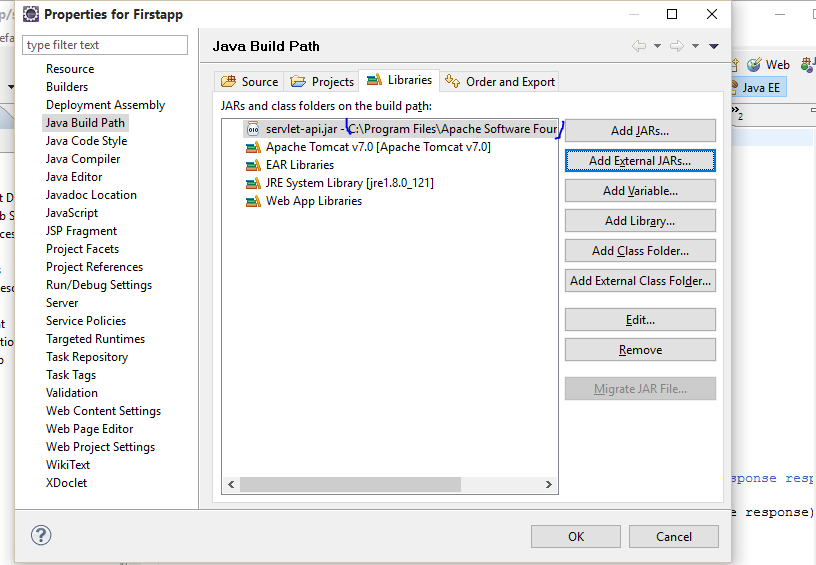 Properties for Firstapp
type filter text
Resource
Builders
Deployment Assembly
Java Build Path
Java Code Style
Java Compiler
Java Editor
Javadoc Location
JavaScript
JSP Fragment
Project Facets
Project References
Run/Debug Settings
Server
Service Policies
Targeted Runtimes
Task Repository
Task Tags
Validation
Web Content Settings
Web Page Editor
Web Project Settings
WikiText
XDoclet
Java Build Path
Source
Projects
Libraries
Order and Export
JARs and class folders on the build path:
servlet-api.jar - C:\Program Files\Apache Software Four
Apache Tomcat v7.0 [Apache Tomcat v7.0]
EAR Libraries
JRE System Library [jre1.8.0_121]
Web App Libraries
Add JARs...
Add External JARs...
Add Variable...
Add Library...
Add Class Folder...
Add External Class Folder...
Edit...
Remove
Migrate JAR File...
OK
Cancel
Web
Java EE
2
sponse resp
e response)